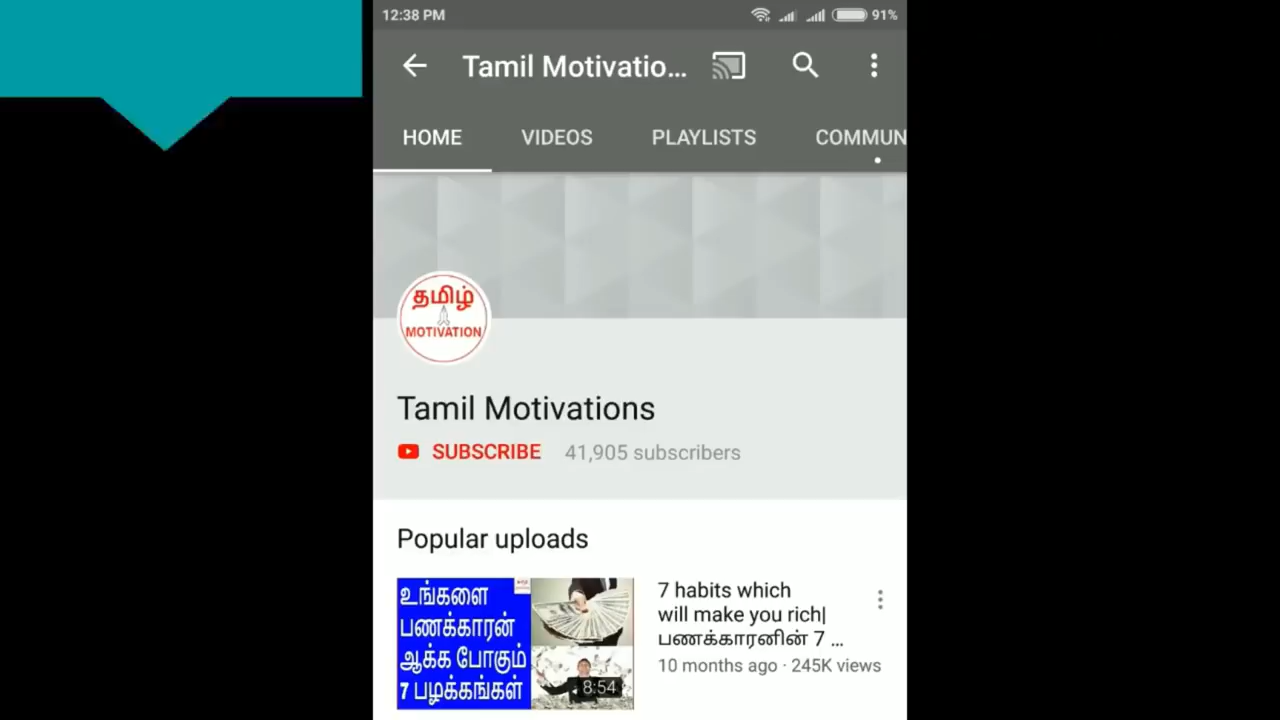 12:38 PM
91%
Tamil Motivatio...
HOME VIDEOS PLAYLISTS COMMUN
தமிழ்
MOTIVATION
Tamil Motivations
SUBSCRIBE 41,905 subscribers
Popular uploads
உங்களை
பணக்காரன்
ஆக்க போகும்
7 பழக்கங்கள்
8:54
7 habits which
will make you rich|
பணக்காரனின் 7 ...
10 months ago · 245K views